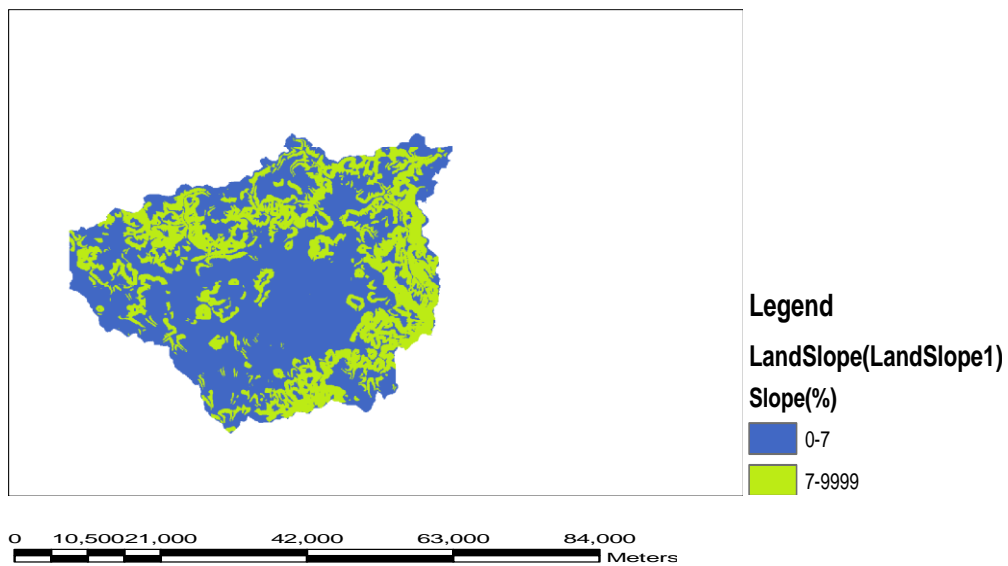 Legend
LandSlope(LandSlope1)
Slope(%)
0-7
7-9999
0 10,50021,000 42,000 63,000 84,000
Meters